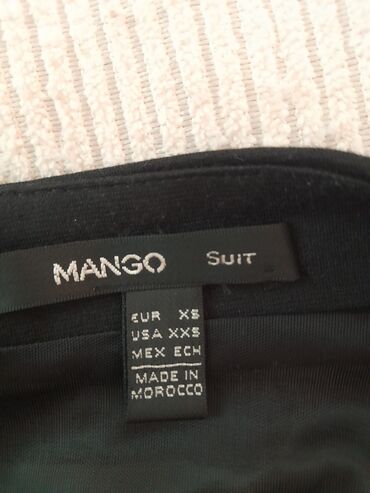 MANGO SUIT
EUR XS
USA XXS
MEX ECH
MADE IN
MOROCCO